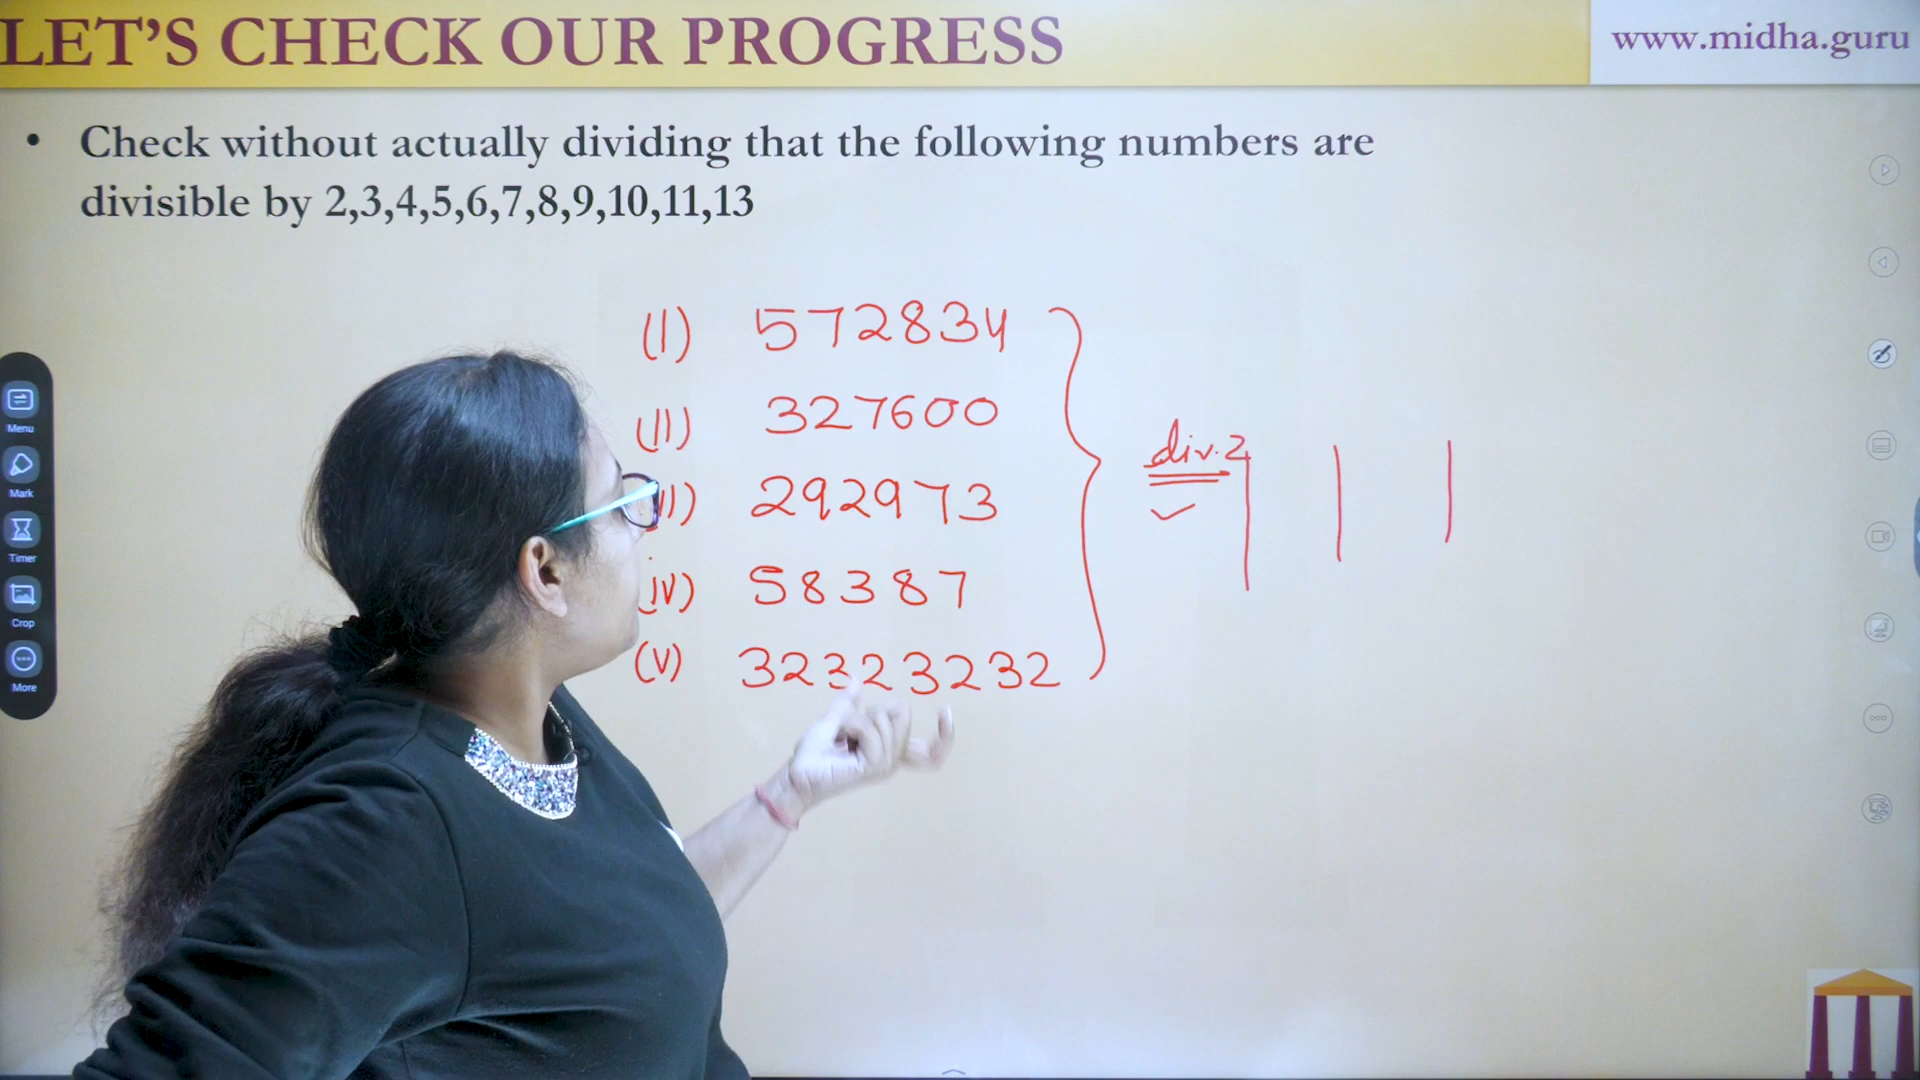 LET'S CHECK OUR PROGRESS
www.midha.guru
• Check without actually dividing that the following numbers are
divisible by 2,3,4,5,6,7,8,9,10,11,13
(I) 572834
(II) 327600
292973
(iv) 58387
(V) 32323232
div. 2
Menu
Mark
Timer
Crop
More